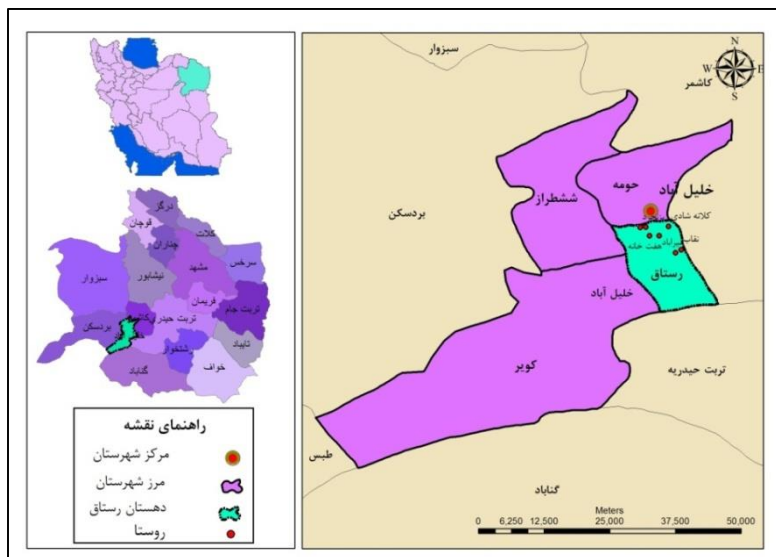 درگز
قوچان
کلات
چناران
سرخس
مشهد
نیشابور
سبزوار
فریمان
تربت جام
تربت حیدری
بردسکن
تایباد
رشتخوار
خواف
گناباد
راهنمای نقشه
مرکز شهرستان
مرز شهرستان
دهستان رستاق
روستا
سبزوار
N
W E
S
کاشمر
حومه
خلیل آباد
ششطراز
بردسکن
کلاته شادی
نقاب
هفت خانه
رستاق
خلیل آباد
کویر
تربت حیدریه
طبس
گناباد
Meters
0 6,250 12,500 25,000 37,500 50,000